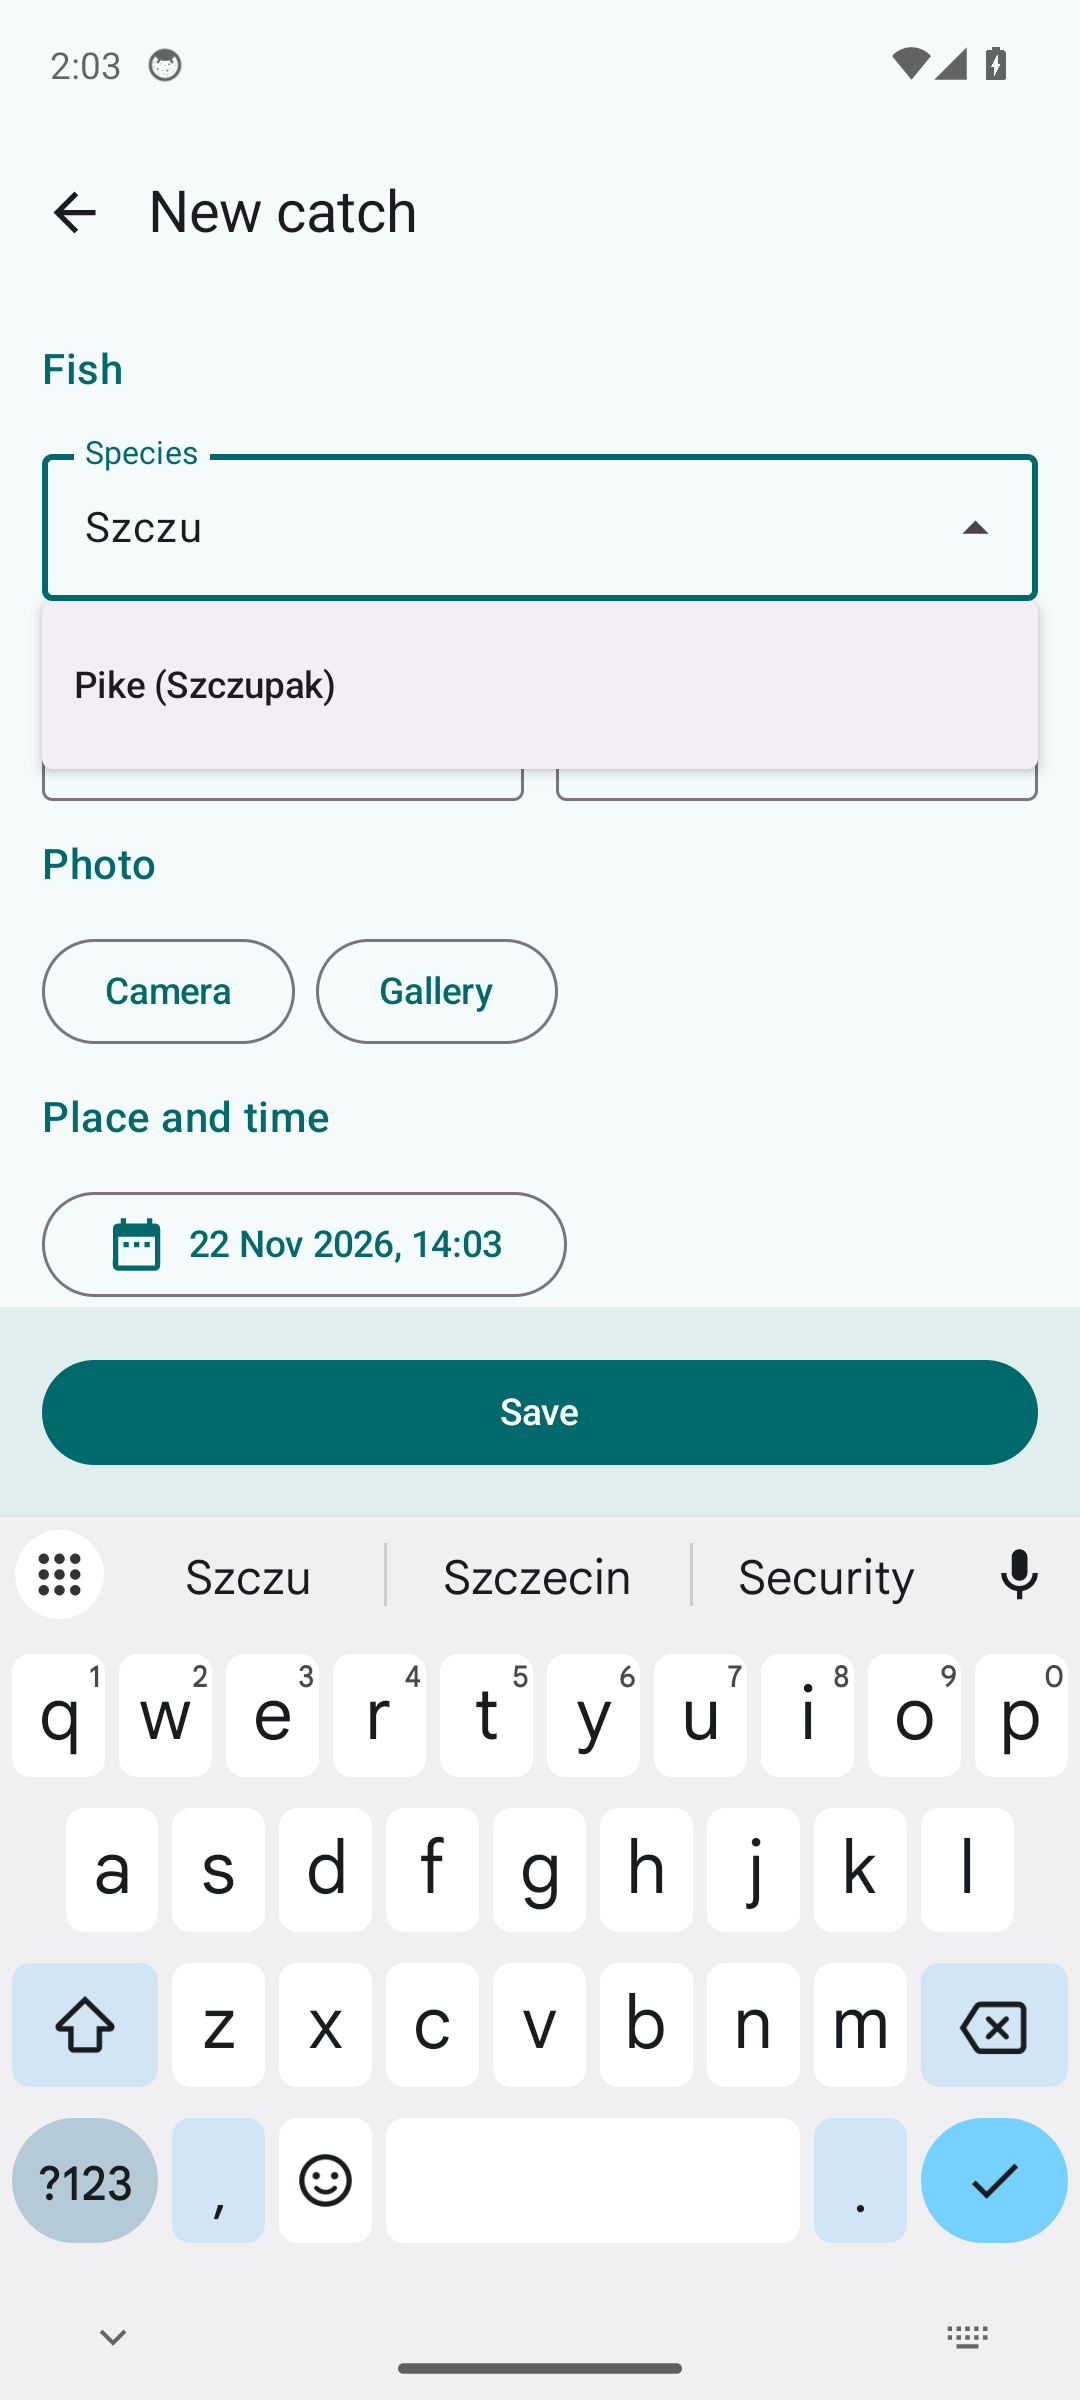 2:03
New catch
Fish
Species
Szczu
Pike (Szczupak)
Photo
Camera
Gallery
Place and time
22 Nov 2026, 14:03
Save
Szczu
Szczecin
Security
q1 w2 e3 r4 t5 y6 u7 i8 o9 p0
a s d f g h j k l
z x c v b n m
?123 , .